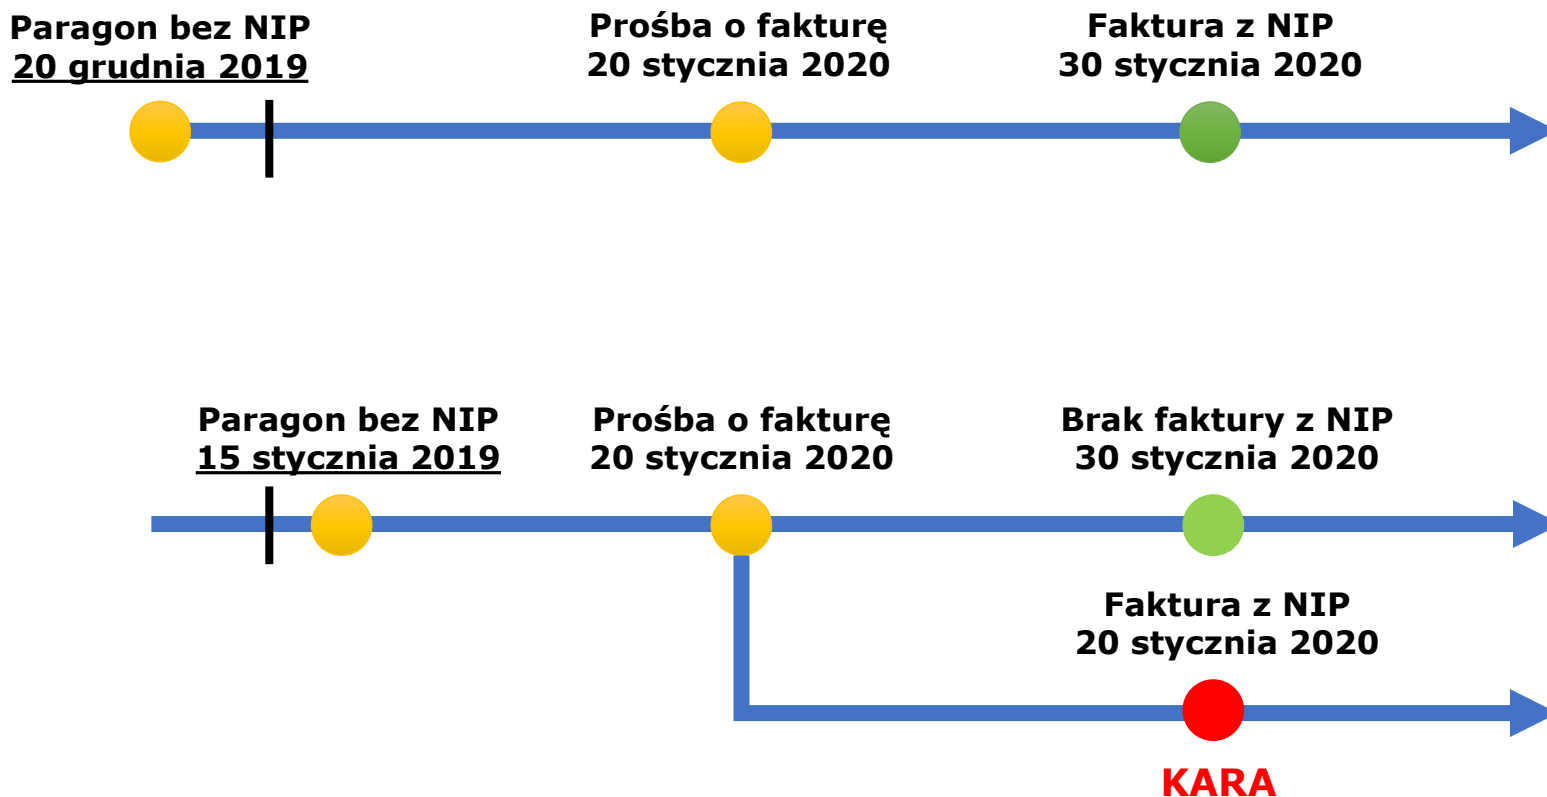 Paragon bez NIP
20 grudnia 2019
Prośba o fakturę
20 stycznia 2020
Faktura z NIP
30 stycznia 2020
Paragon bez NIP
15 stycznia 2019
Prośba o fakturę
20 stycznia 2020
Brak faktury z NIP
30 stycznia 2020
Faktura z NIP
20 stycznia 2020
KARA